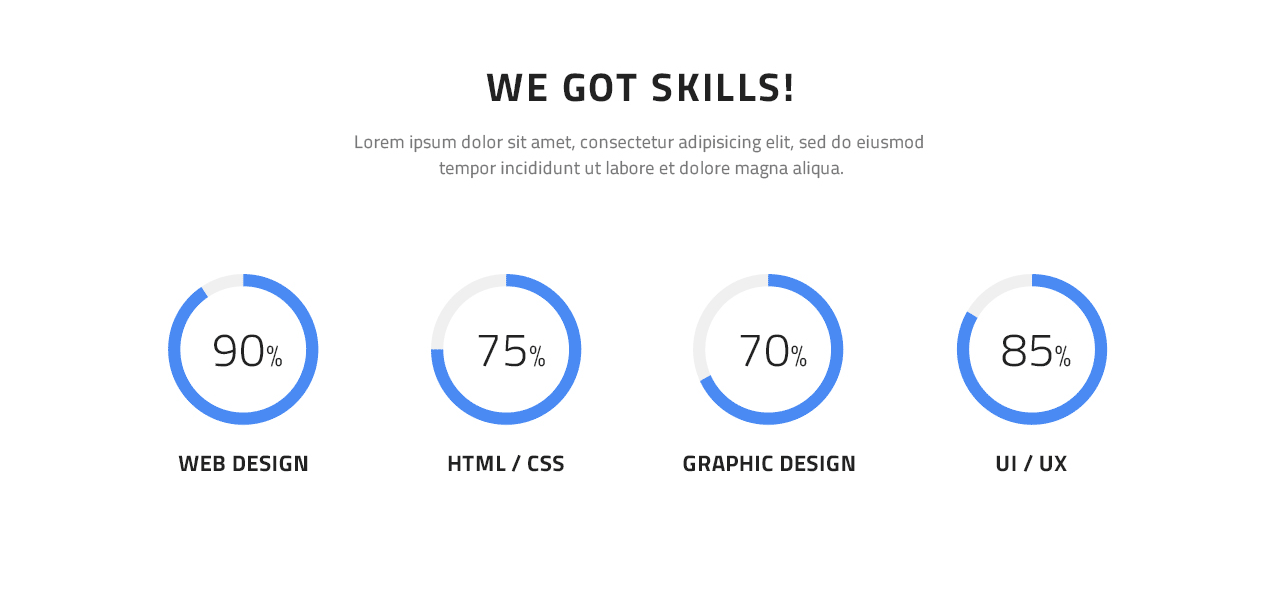 WE GOT SKILLS!
Lorem ipsum dolor sit amet, consectetur adipisicing elit, sed do eiusmod
tempor incididunt ut labore et dolore magna aliqua.
90%
75%
70%
85%
WEB DESIGN
HTML / CSS
GRAPHIC DESIGN
UI / UX